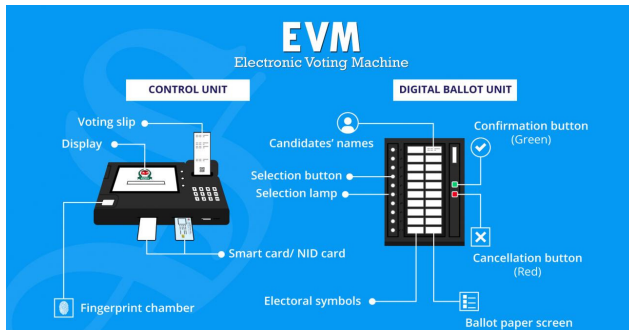 EVM
Electronic Voting Machine
CONTROL UNIT
DIGITAL BALLOT UNIT
Voting slip
Display
Smart card/ NID card
Fingerprint chamber
Candidates' names
Selection button
Selection lamp
Electoral symbols
Confirmation button
(Green)
Cancellation button
(Red)
Ballot paper screen